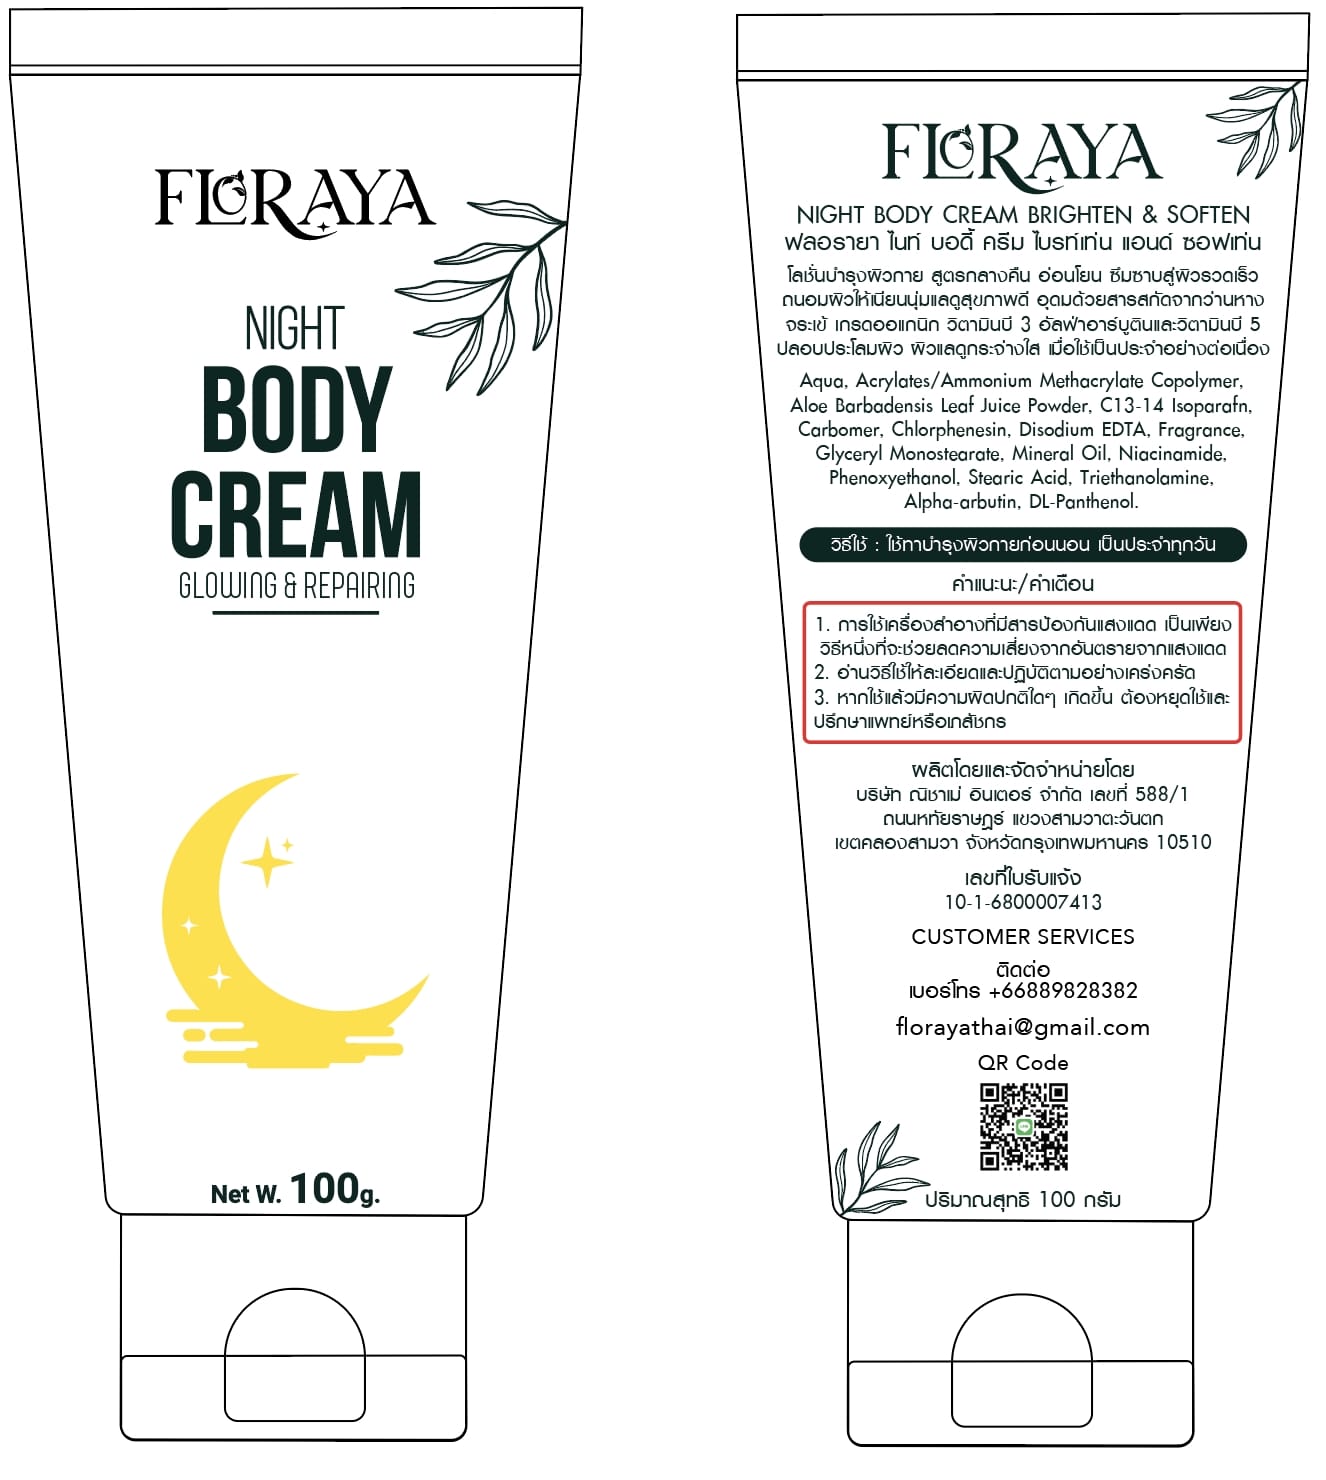 FLORAYA
NIGHT
BODY
CREAM
GLOWING & REPAIRING
Net W. 100g.
FLORAYA
NIGHT BODY CREAM BRIGHTEN & SOFTEN
ฟลอรายา ไนท์ บอดี้ ครีม ไบรท์เท่น แอนด์ ซอฟเท่น
โลชั่นบำรุงผิวกาย สูตรกลางคืน อ่อนโยน ซึมซาบสู่ผิวรวดเร็ว
ถนอมผิวให้เนียนนุ่มแลดูสุขภาพดี อุดมด้วยสารสกัดจากว่านหาง
จระเข้ เกรดออแกนิก วิตามินบี 3 อัลฟ่าอาร์บูตินและวิตามินบี 5
ปลอบประโลมผิว ผิวแลดูกระจ่างใส เมื่อใช้เป็นประจำอย่างต่อเนื่อง
Aqua, Acrylates/Ammonium Methacrylate Copolymer,
Aloe Barbadensis Leaf Juice Powder, C13-14 Isoparafn,
Carbomer, Chlorphenesin, Disodium EDTA, Fragrance,
Glyceryl Monostearate, Mineral Oil, Niacinamide,
Phenoxyethanol, Stearic Acid, Triethanolamine,
Alpha-arbutin, DL-Panthenol.
วิธีใช้ : ใช้ทาบำรุงผิวกายก่อนนอน เป็นประจำทุกวัน
คำแนะนะ/คำเตือน
1. การใช้เครื่องสำอางที่มีสารป้องกันแสงแดด เป็นเพียง
วิธีหนึ่งที่จะช่วยลดความเสี่ยงจากอันตรายจากแสงแดด
2. อ่านวิธีใช้ให้ละเอียดและปฏิบัติตามอย่างเคร่งครัด
3. หากใช้แล้วมีความผิดปกติใดๆ เกิดขึ้น ต้องหยุดใช้และ
ปรึกษาแพทย์หรือเภสัชกร
ผลิตโดยและจัดจำหน่ายโดย
บริษัท ณิชาเม่ อินเตอร์ จำกัด เลขที่ 588/1
ถนนหทัยราษฎร์ แขวงสามวาตะวันตก
เขตคลองสามวา จังหวัดกรุงเทพมหานคร 10510
เลขที่ใบรับแจ้ง
10-1-6800007413
CUSTOMER SERVICES
ติดต่อ
เบอร์โทร +66889828382
florayathai@gmail.com
QR Code
ปริมาณสุทธิ 100 กรัม